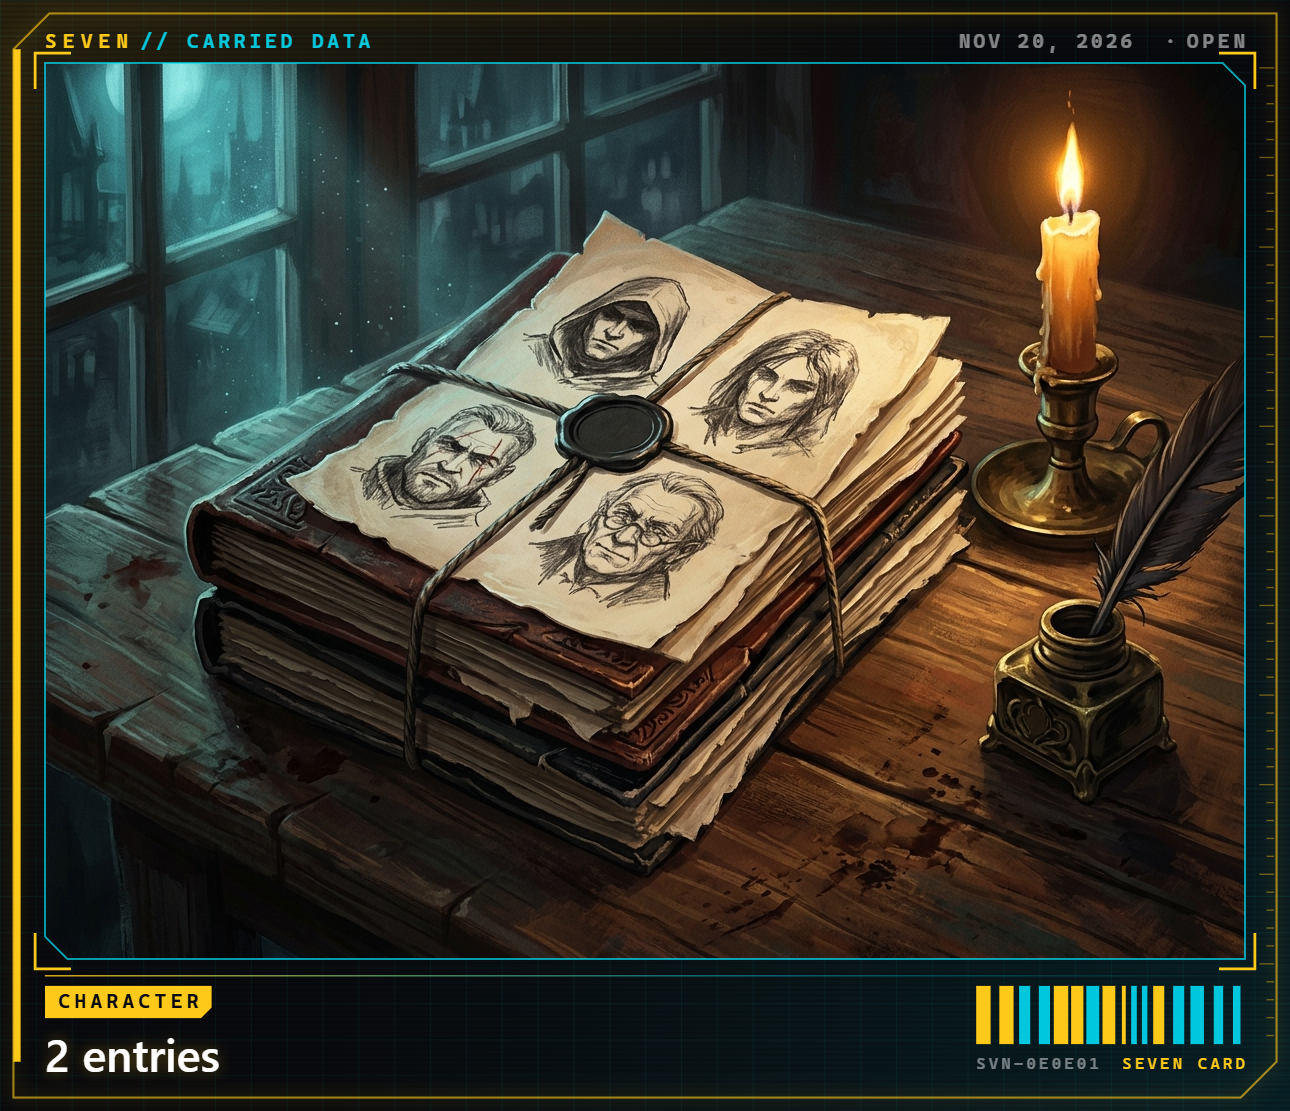 SEVEN // CARRIED DATA
NOV 20, 2026 · OPEN
CHARACTER
2 entries
SVN-0E0E01 SEVEN CARD